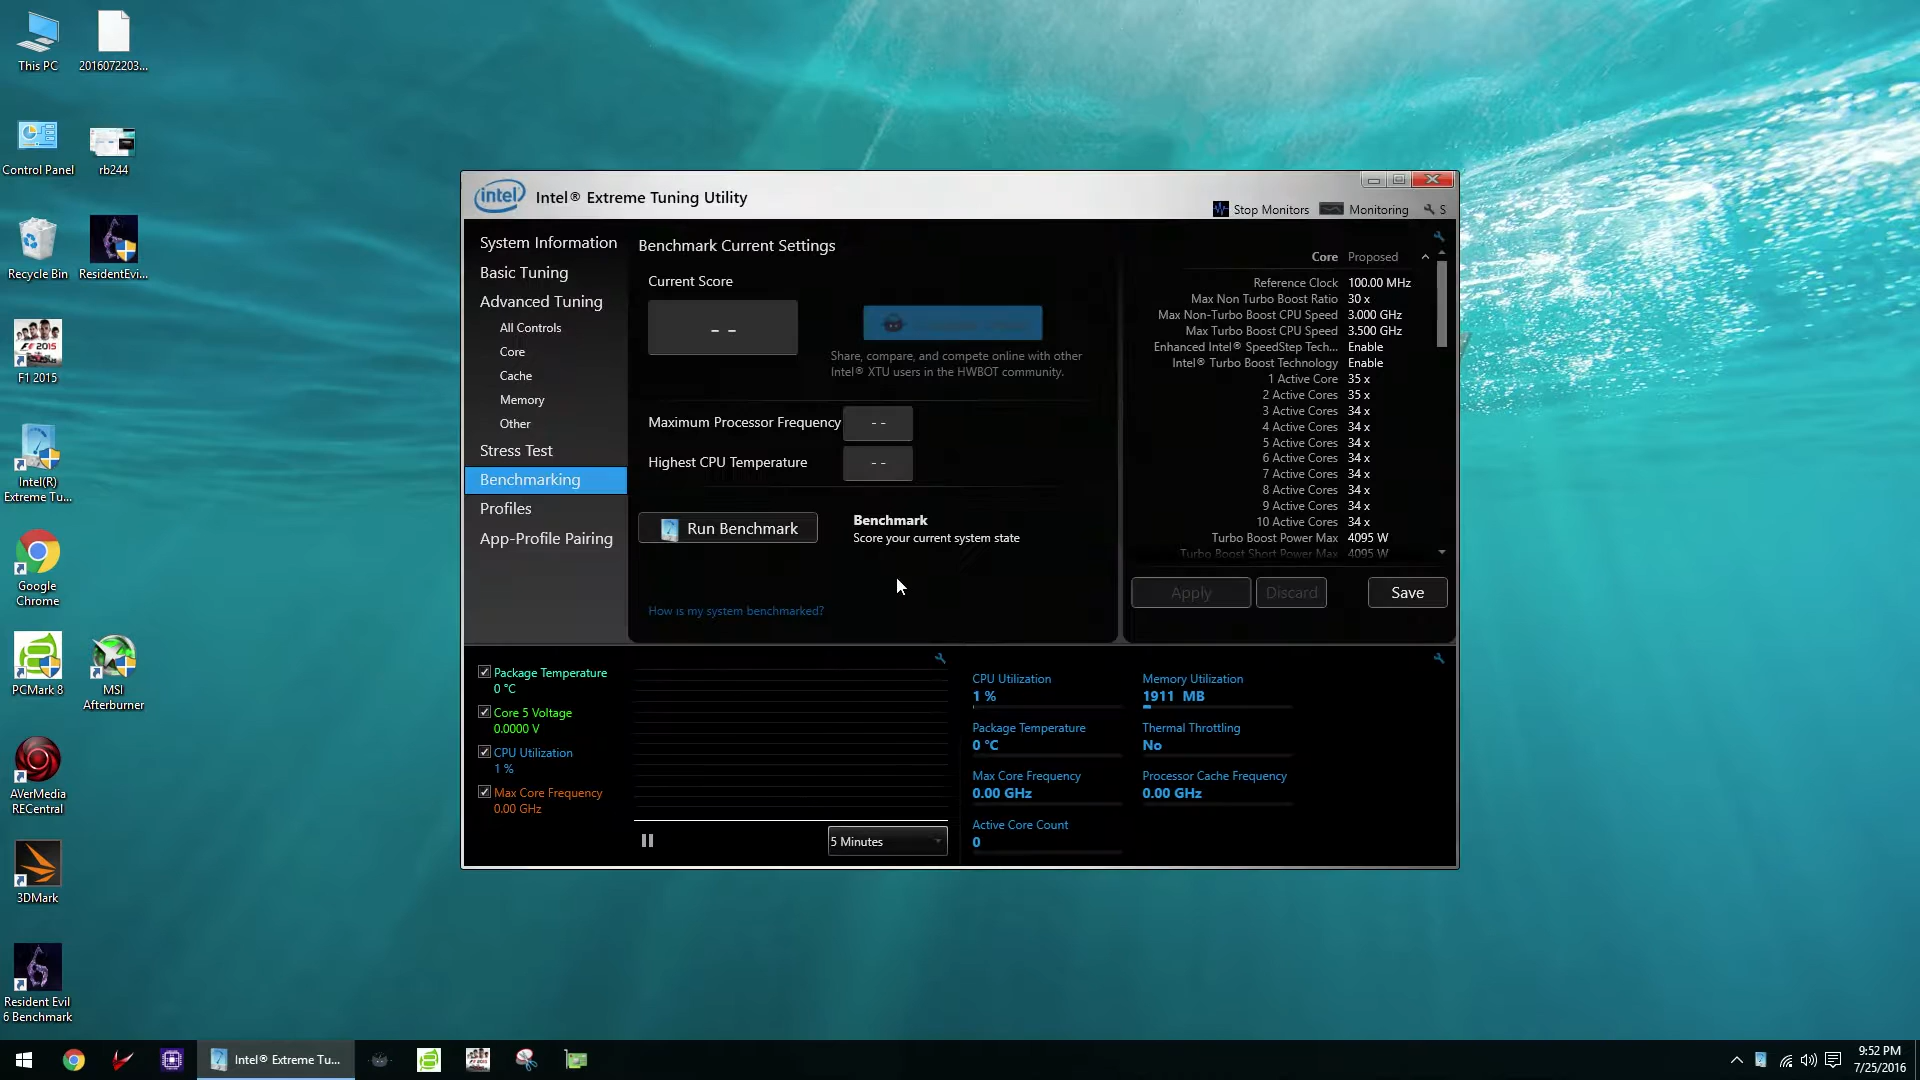 This PC
2016072203...
Control Panel
rb244
Recycle Bin
ResidentEvi...
F1 2015
F1 2015
Intel(R)
Extreme Tu...
Google
Chrome
PCMark 8
MSI
Afterburner
AVerMedia
RECentral
3DMark
Resident Evil
6 Benchmark
intel
Intel® Extreme Tuning Utility
Stop Monitors
Monitoring
S
System Information
Basic Tuning
Advanced Tuning
All Controls
Core
Cache
Memory
Other
Stress Test
Benchmarking
Profiles
App-Profile Pairing
Benchmark Current Settings
Current Score
- -
Share, compare, and compete online with other
Intel® XTU users in the HWBOT community.
Maximum Processor Frequency
- -
Highest CPU Temperature
- -
Run Benchmark
Benchmark
Score your current system state
How is my system benchmarked?
Core Proposed
Reference Clock 100.00 MHz
Max Non Turbo Boost Ratio 30 x
Max Non-Turbo Boost CPU Speed 3.000 GHz
Max Turbo Boost CPU Speed 3.500 GHz
Enhanced Intel® SpeedStep Tech... Enable
Intel® Turbo Boost Technology Enable
1 Active Core 35 x
2 Active Cores 35 x
3 Active Cores 34 x
4 Active Cores 34 x
5 Active Cores 34 x
6 Active Cores 34 x
7 Active Cores 34 x
8 Active Cores 34 x
9 Active Cores 34 x
10 Active Cores 34 x
Turbo Boost Power Max 4095 W
Turbo Boost Short Power Max 4095 W
Apply
Discard
Save
Package Temperature
0 °C
Core 5 Voltage
0.0000 V
CPU Utilization
1 %
Max Core Frequency
0.00 GHz
5 Minutes
CPU Utilization
1 %
Memory Utilization
1911 MB
Package Temperature
0 °C
Thermal Throttling
No
Max Core Frequency
0.00 GHz
Processor Cache Frequency
0.00 GHz
Active Core Count
0
Intel® Extreme Tu...
9:52 PM
7/25/2016